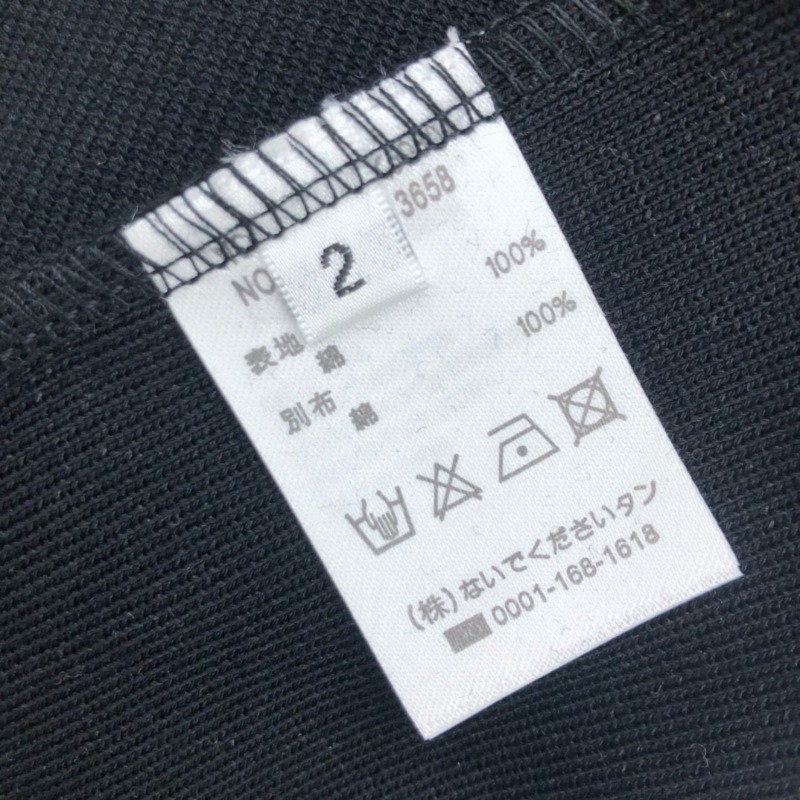 NO 3658
2
表地 綿 100%
別布 綿 100%
(株)ないでくださいタン
0001-168-1618